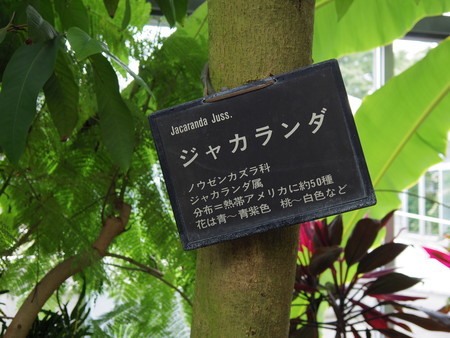 Jacaranda Juss.
ジャカランダ
ノウゼンカズラ科
ジャカランダ属
分布=熱帯アメリカに約50種
花は青～青紫色 桃～白色など